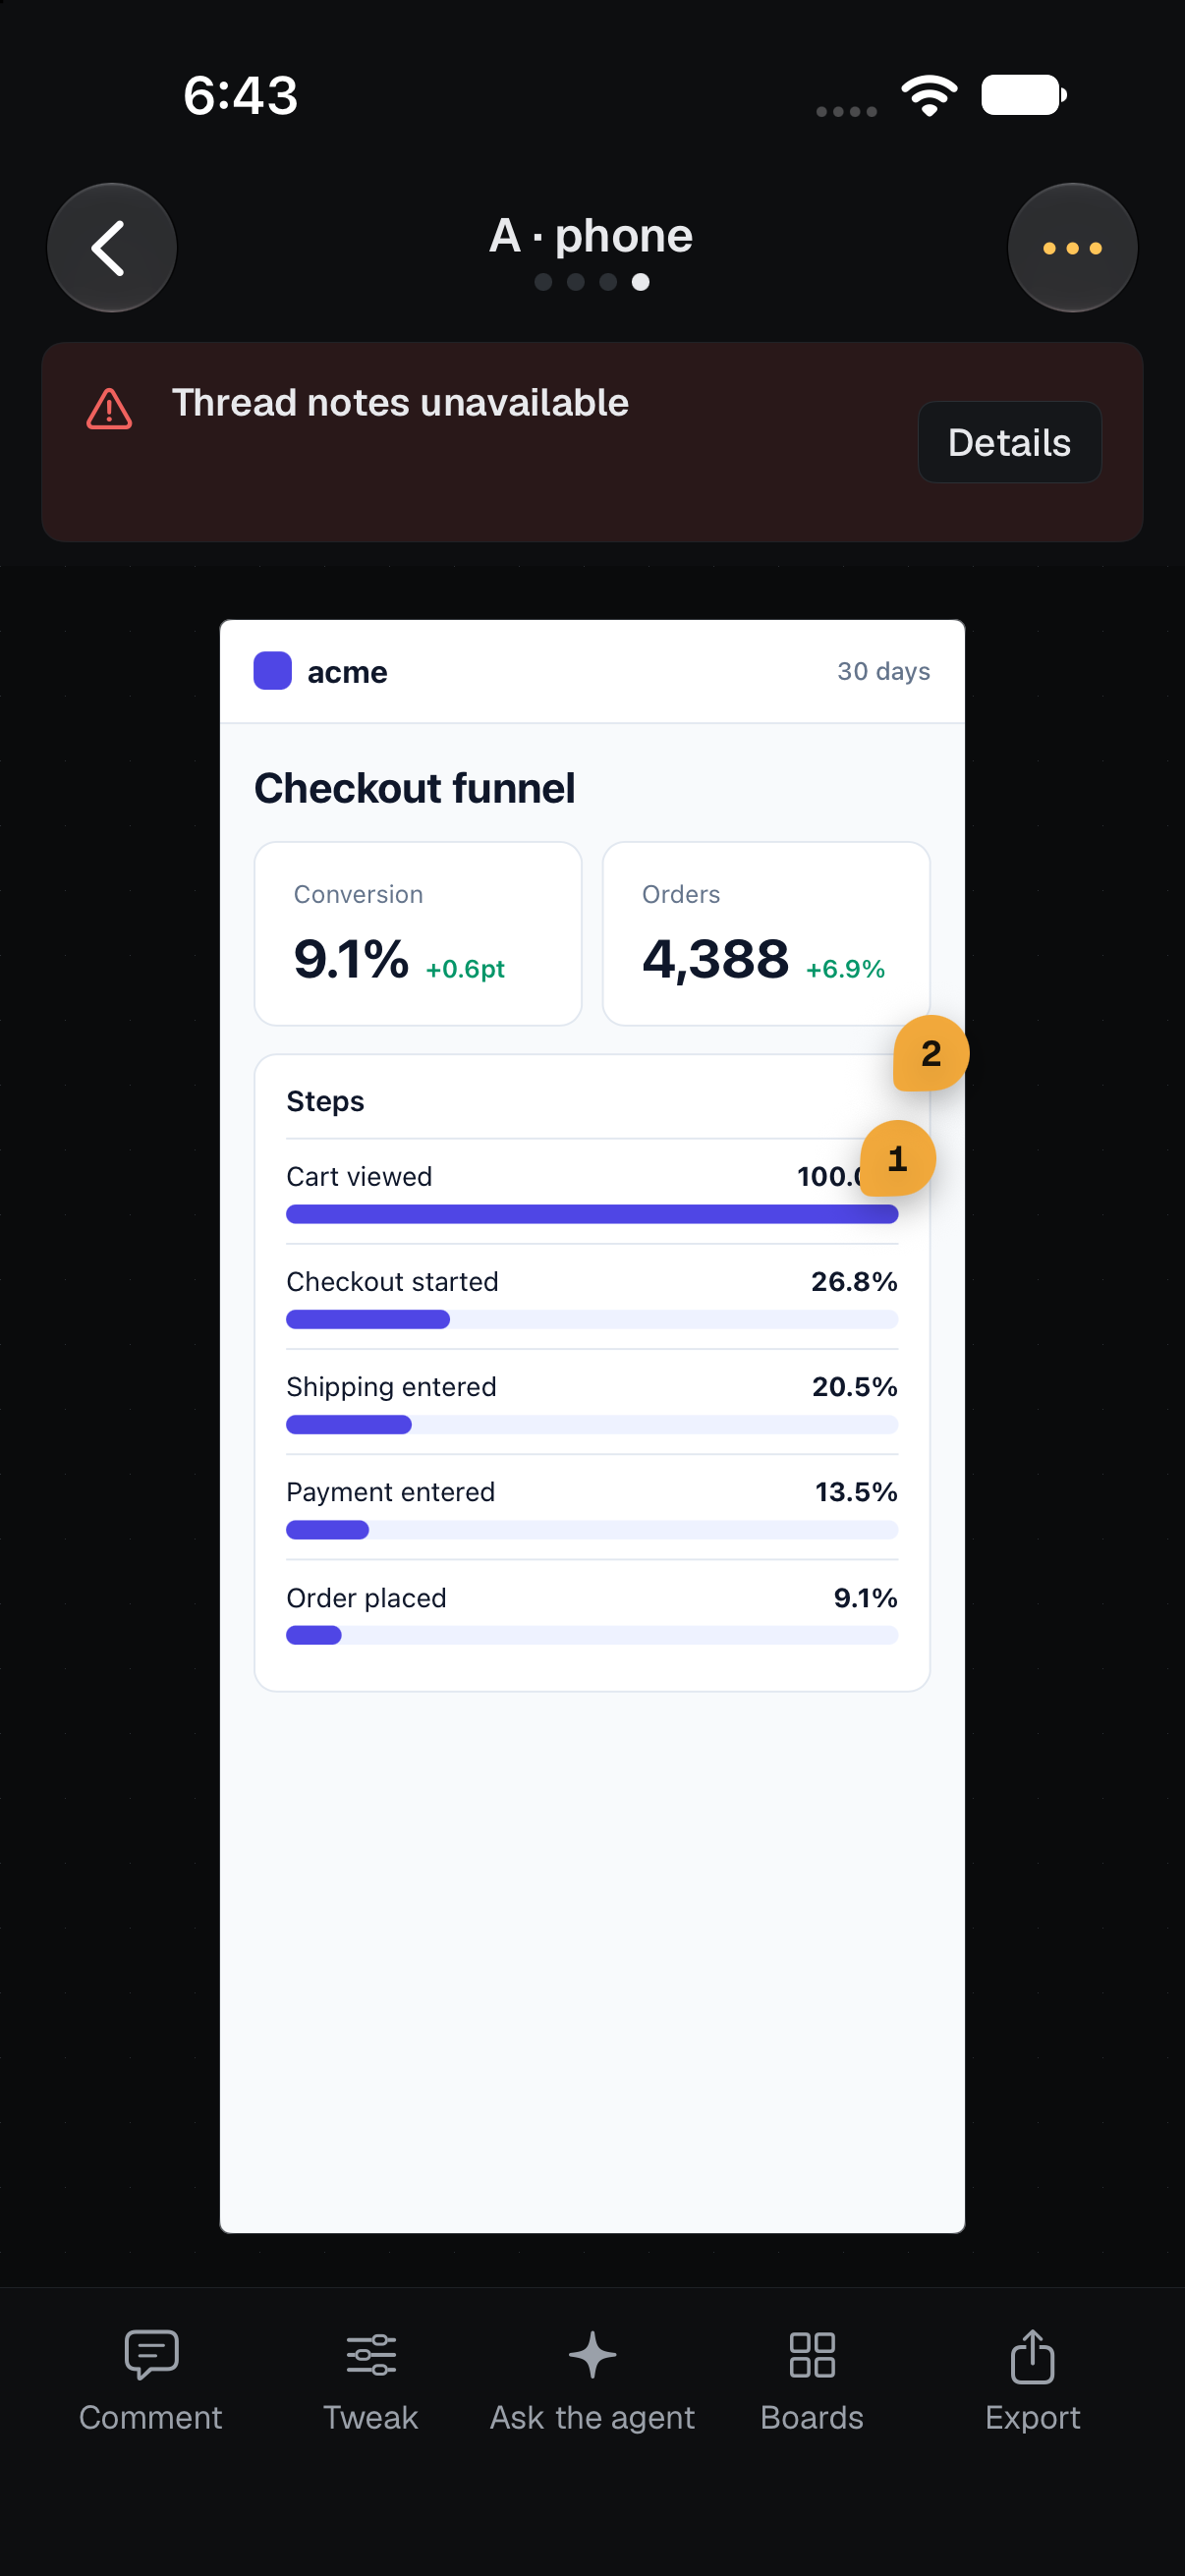 6:43
A · phone
Thread notes unavailable
Details
acme
30 days
Checkout funnel
Conversion
Orders
9.1% +0.6pt
4,388 +6.9%
2
Steps
1
Cart viewed 100.
Checkout started 26.8%
Shipping entered 20.5%
Payment entered 13.5%
Order placed 9.1%
Comment
Tweak
Ask the agent
Boards
Export